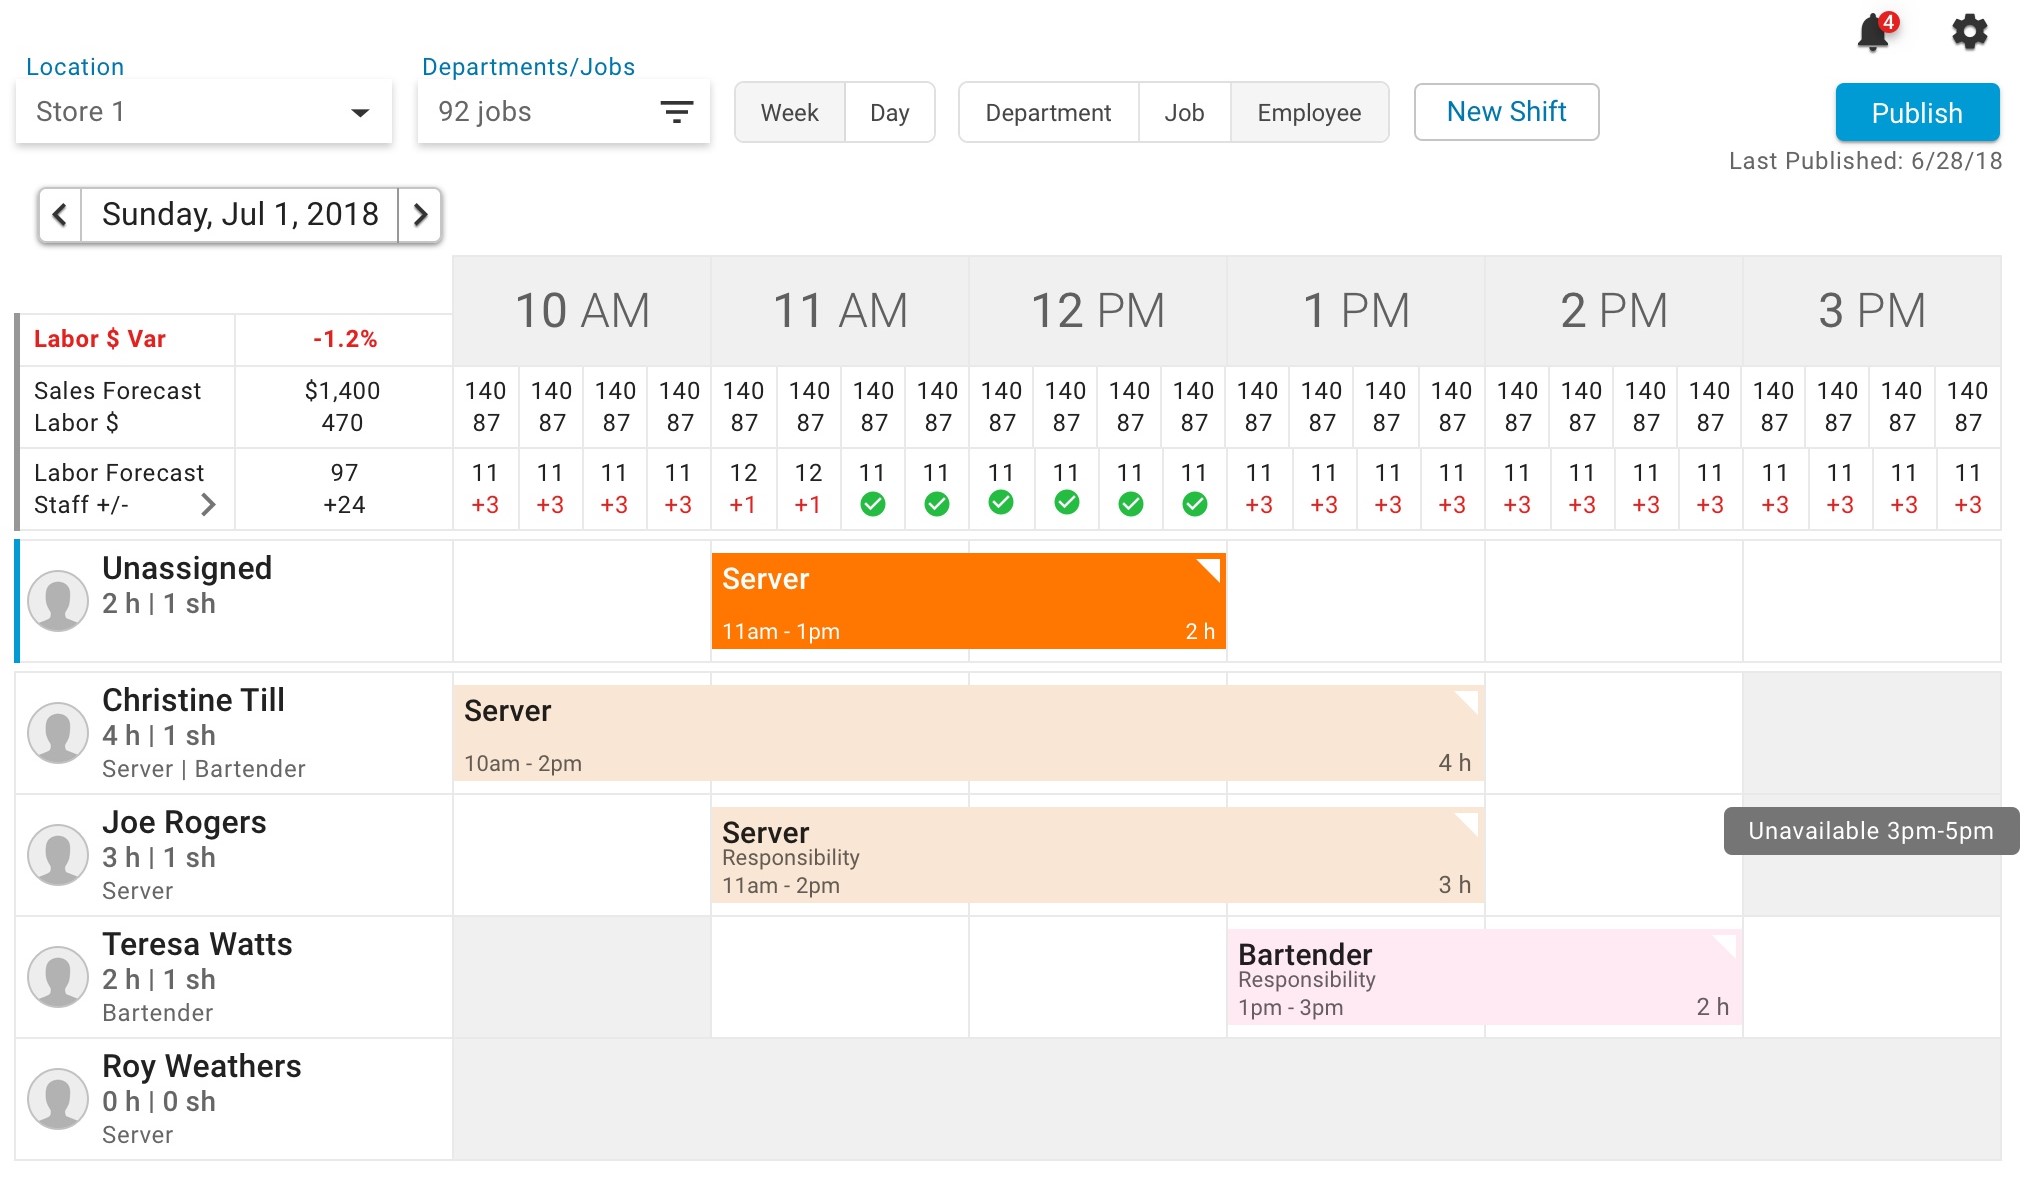 4
Location
Departments/Jobs
Store 1
92 jobs
Week Day
Department Job Employee
New Shift
Publish
Last Published: 6/28/18
Sunday, Jul 1, 2018
10 AM 11 AM 12 PM 1 PM 2 PM 3 PM
Labor $ Var -1.2%
Sales Forecast $1,400 140 140 140 140 140 140 140 140 140 140 140 140 140 140 140 140 140 140 140 140 140 140 140 140
Labor $ 470 87 87 87 87 87 87 87 87 87 87 87 87 87 87 87 87 87 87 87 87 87 87 87 87
Labor Forecast 97 11 11 11 11 12 12 11 11 11 11 11 11 11 11 11 11 11 11 11 11 11 11 11 11
Staff +/- +24 +3 +3 +3 +3 +1 +1 +3 +3 +3 +3 +3 +3 +3 +3 +3 +3 +3 +3
Unassigned
2 h | 1 sh
Server
11am - 1pm 2 h
Christine Till
4 h | 1 sh
Server | Bartender
Server
10am - 2pm 4 h
Joe Rogers
3 h | 1 sh
Server
Server
Responsibility
11am - 2pm 3 h
Unavailable 3pm-5pm
Teresa Watts
2 h | 1 sh
Bartender
Bartender
Responsibility
1pm - 3pm 2 h
Roy Weathers
0 h | 0 sh
Server